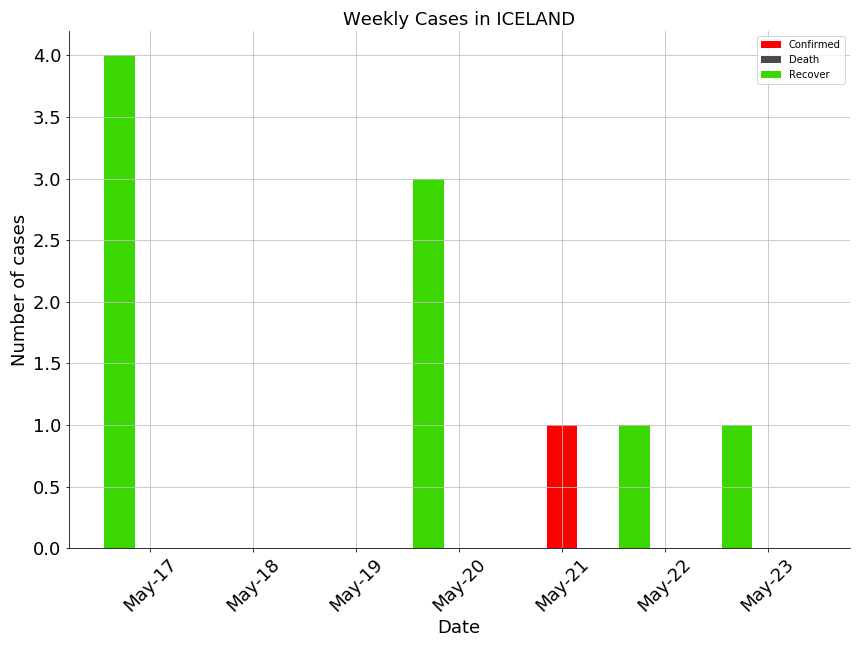 Weekly Cases in ICELAND
Confirmed
Death
Recover
Number of cases
4.0
3.5
3.0
2.5
2.0
1.5
1.0
0.5
0.0
May-17
May-18
May-19
May-20
May-21
May-22
May-23
Date